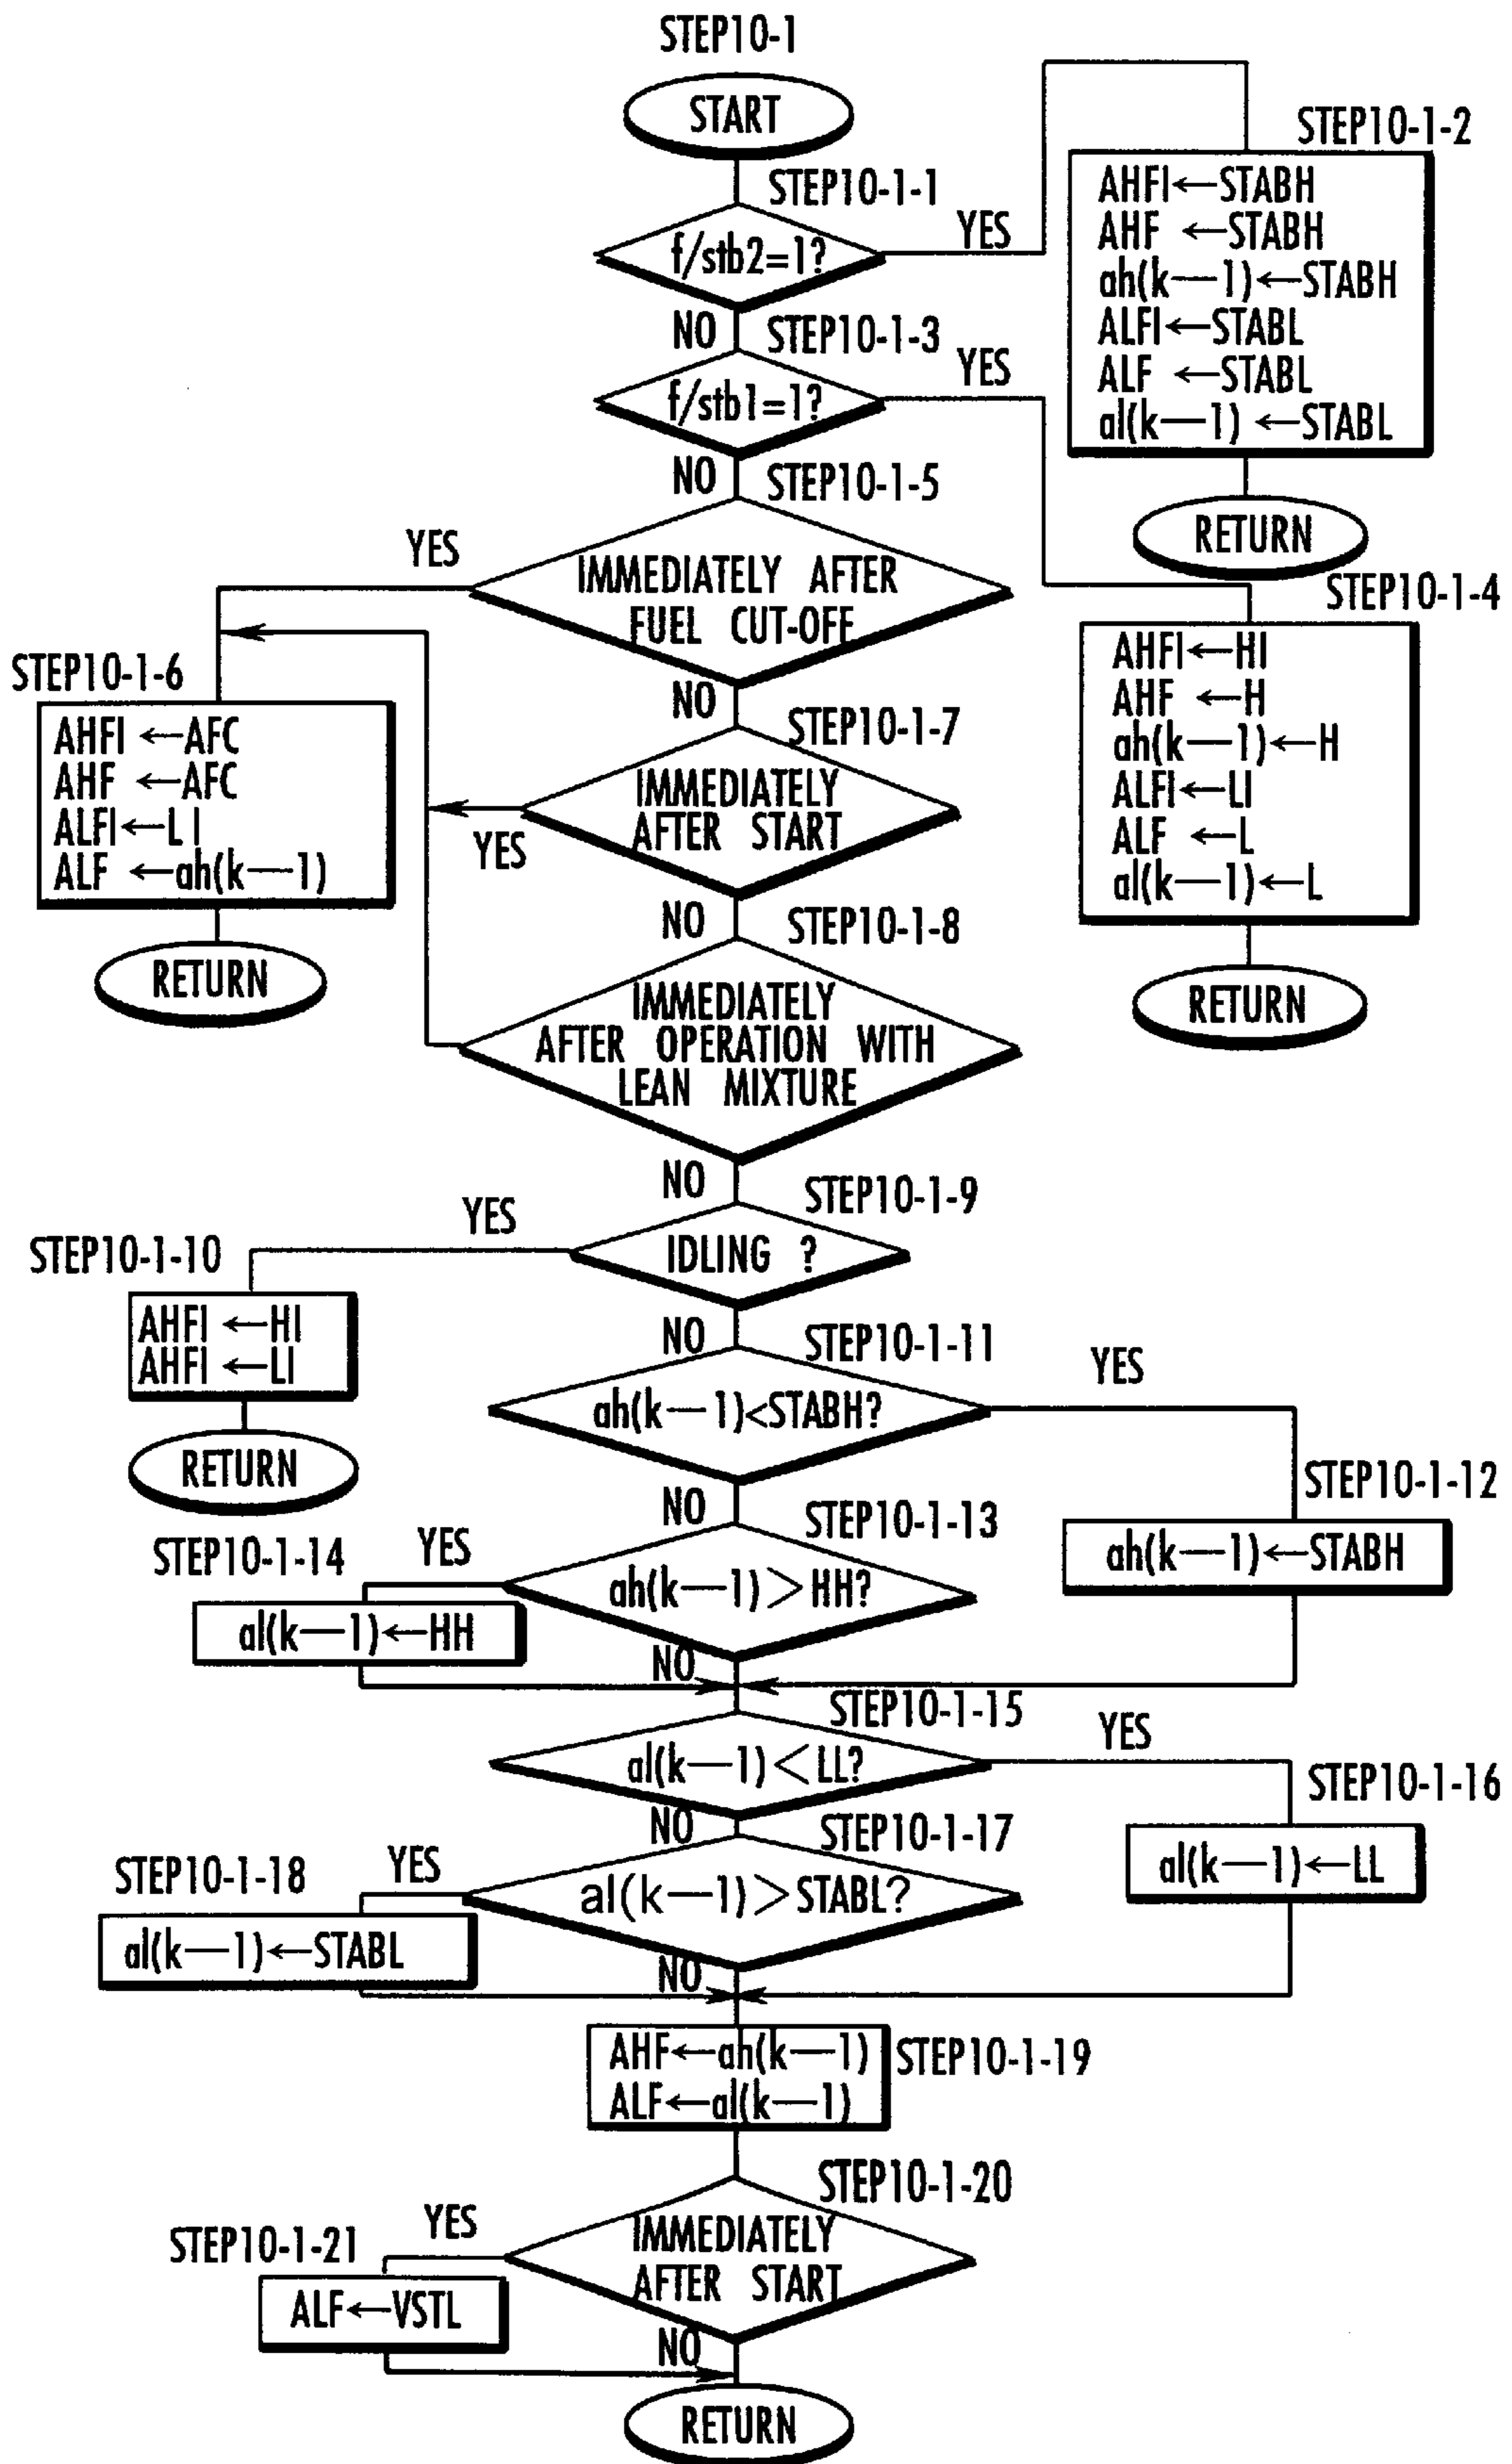 STEP10-1
START
STEP10-1-1
f/stb2=1?
YES
STEP10-1-2
AHFI←STABH
AHF ←STABH
ah(k—1)←STABH
ALFI←STABL
ALF ←STABL
al(k—1) ←STABL
RETURN
NO
STEP10-1-3
f/stb1=1?
YES
STEP10-1-4
AHFI←HI
AHF ←H
ah(k—1)←H
ALFI←LI
ALF ←L
al(k—1)←L
RETURN
NO
STEP10-1-5
IMMEDIATELY AFTER
FUEL CUT-OFF
YES
STEP10-1-6
AHFI ←AFC
AHF ←AFC
ALFI←LI
ALF ←ah(k—1)
RETURN
NO
STEP10-1-7
IMMEDIATELY
AFTER START
YES
NO
STEP10-1-8
IMMEDIATELY
AFTER OPERATION WITH
LEAN MIXTURE
NO
STEP10-1-9
IDLING ?
YES
STEP10-1-10
AHFI ←HI
AHFI ←LI
RETURN
NO
STEP10-1-11
ah(k—1)<STABH?
YES
STEP10-1-12
ah(k—1)←STABH
NO
STEP10-1-13
ah(k—1)>HH?
YES
STEP10-1-14
al(k—1)←HH
NO
STEP10-1-15
al(k—1)<LL?
YES
STEP10-1-16
al(k—1)←LL
NO
STEP10-1-17
al(k—1)>STABL?
YES
STEP10-1-18
al(k—1)←STABL
NO
AHF←ah(k—1)
ALF←al(k—1)
STEP10-1-19
STEP10-1-20
IMMEDIATELY
AFTER START
YES
STEP10-1-21
ALF←VSTL
NO
RETURN